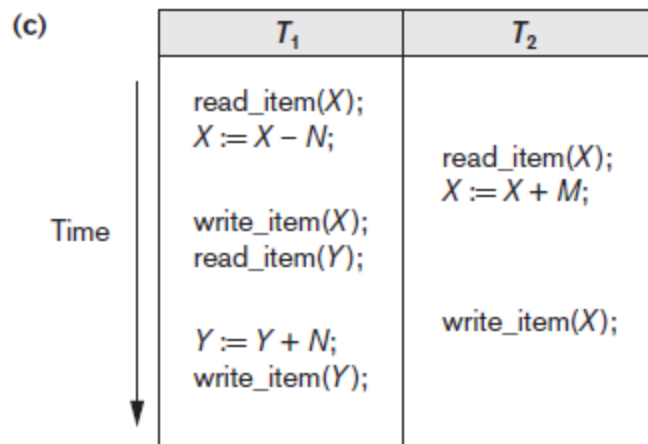 (c)
T₁ T₂
read_item(X);
X := X – N;
read_item(X);
X := X + M;
Time
write_item(X);
read_item(Y);
write_item(X);
Y := Y + N;
write_item(Y);